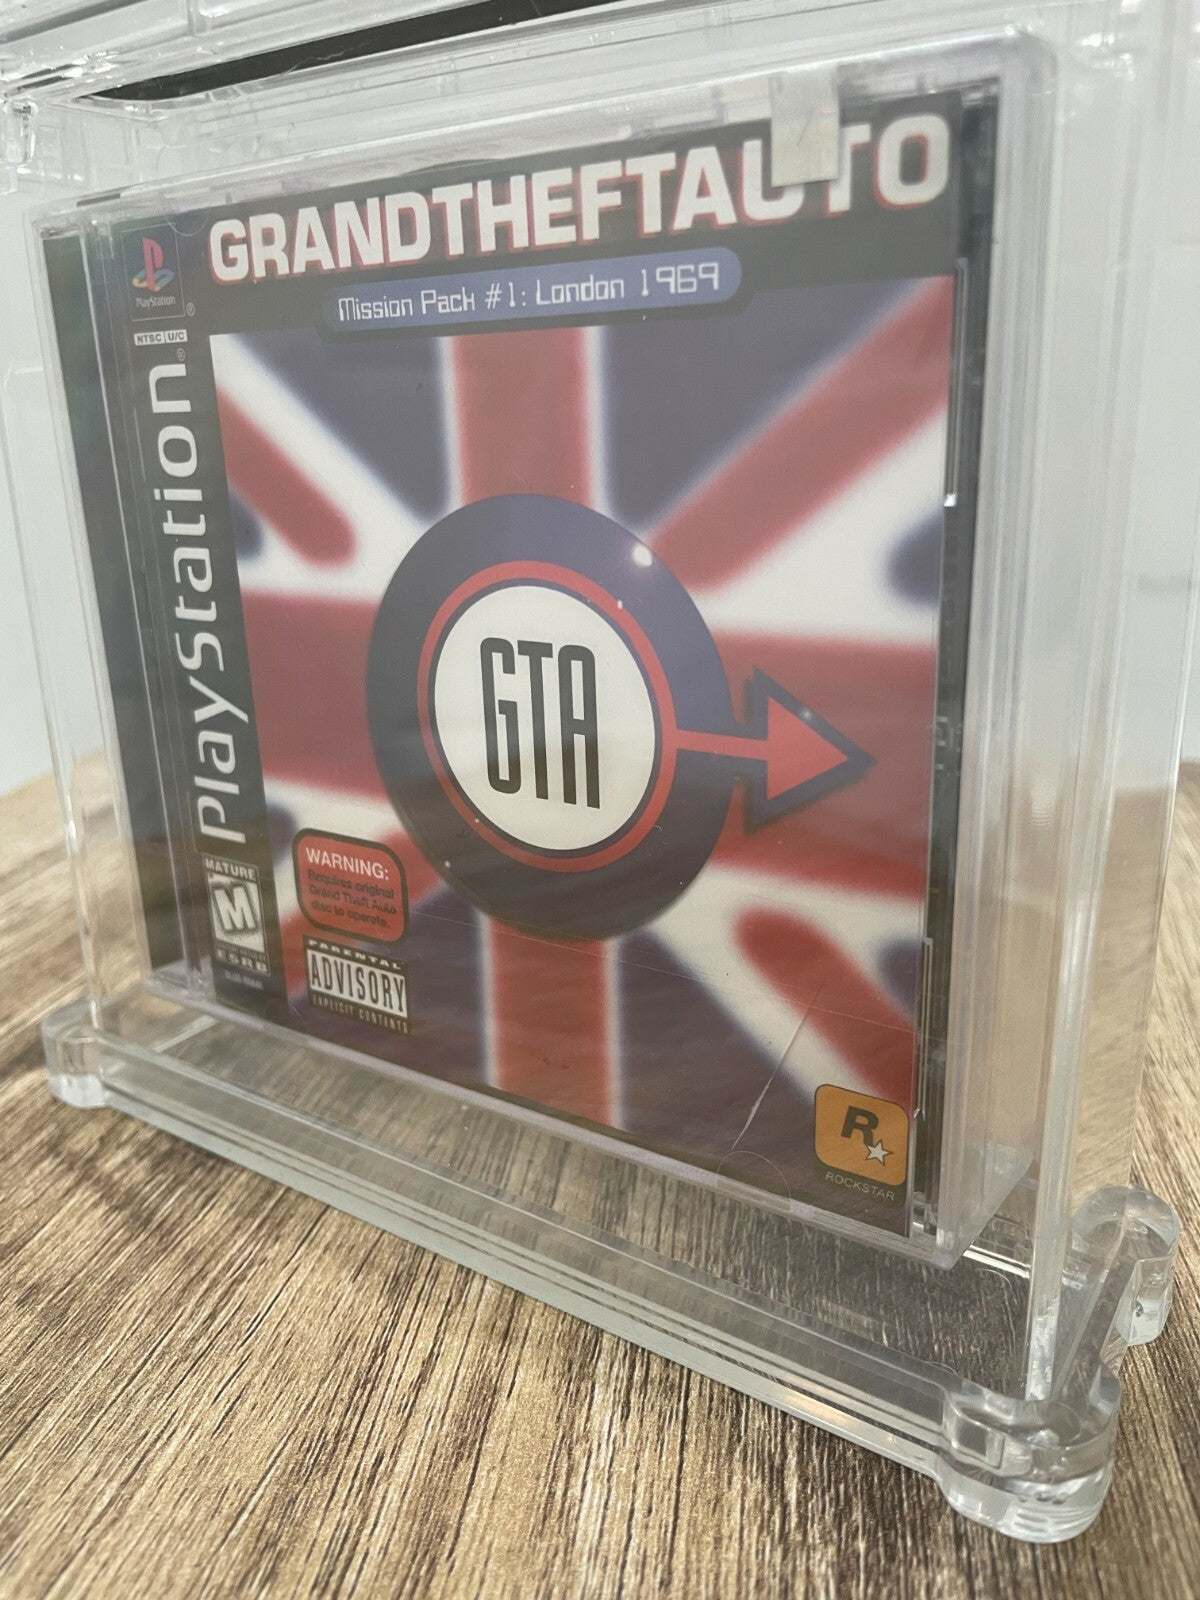 GRANDTHEFTAUTO
Mission Pack #1: London 1969
PlayStation
®
NTSC U/C
PlayStation
®
GTA
WARNING:
Requires original
Grand Theft Auto
disc to operate.
MATURE
M
ESRB
PARENTAL
ADVISORY
EXPLICIT CONTENT
R
ROCKSTAR